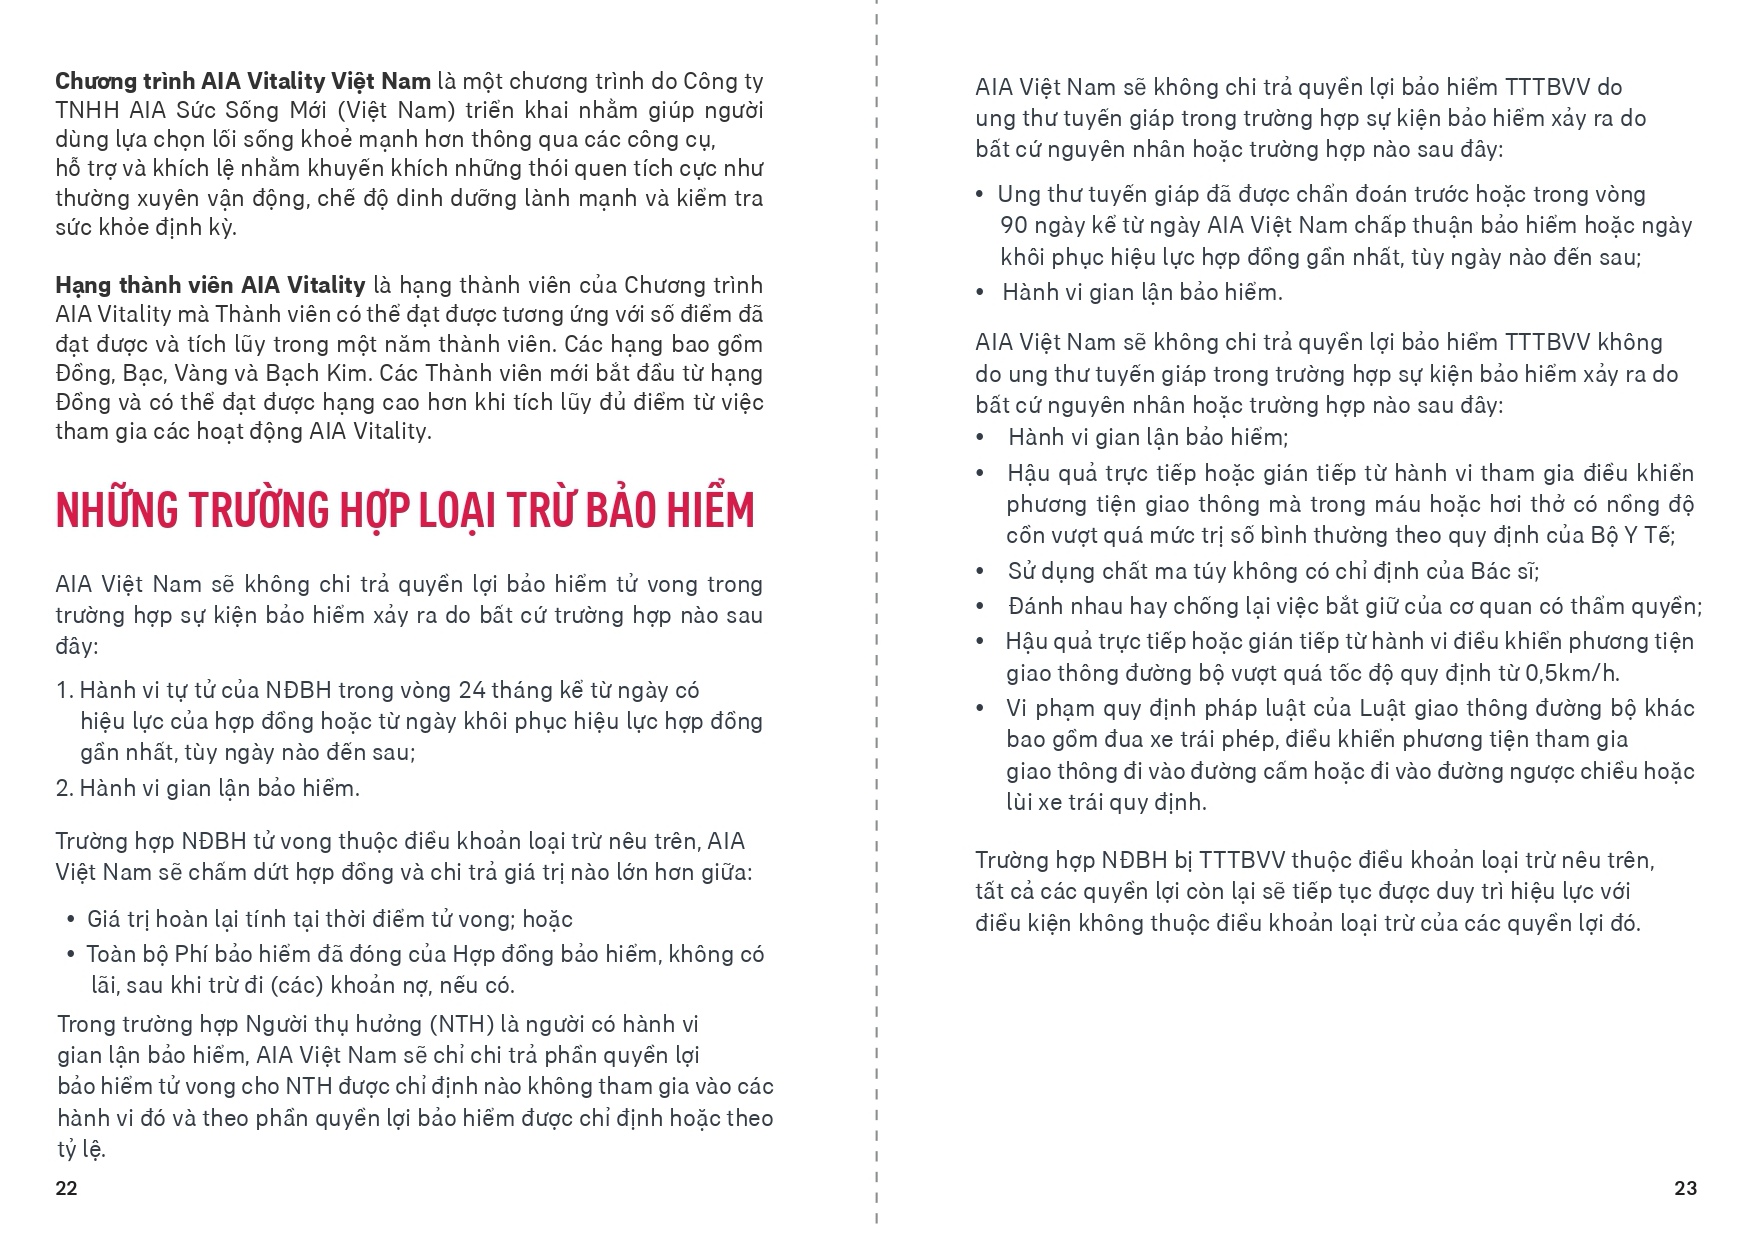 Chương trình AIA Vitality Việt Nam là một chương trình do Công ty
TNHH AIA Sức Sống Mới (Việt Nam) triển khai nhằm giúp người
dùng lựa chọn lối sống khoẻ mạnh hơn thông qua các công cụ,
hỗ trợ và khích lệ nhằm khuyến khích những thói quen tích cực như
thường xuyên vận động, chế độ dinh dưỡng lành mạnh và kiểm tra
sức khỏe định kỳ.
Hạng thành viên AIA Vitality là hạng thành viên của Chương trình
AIA Vitality mà Thành viên có thể đạt được tương ứng với số điểm đã
đạt được và tích lũy trong một năm thành viên. Các hạng bao gồm
Đồng, Bạc, Vàng và Bạch Kim. Các Thành viên mới bắt đầu từ hạng
Đồng và có thể đạt được hạng cao hơn khi tích lũy đủ điểm từ việc
tham gia các hoạt động AIA Vitality.
NHỮNG TRƯỜNG HỢP LOẠI TRỪ BẢO HIỂM
AIA Việt Nam sẽ không chi trả quyền lợi bảo hiểm tử vong trong
trường hợp sự kiện bảo hiểm xảy ra do bất cứ trường hợp nào sau
đây:
1. Hành vi tự tử của NĐBH trong vòng 24 tháng kể từ ngày có
hiệu lực của hợp đồng hoặc từ ngày khôi phục hiệu lực hợp đồng
gần nhất, tùy ngày nào đến sau;
2. Hành vi gian lận bảo hiểm.
Trường hợp NĐBH tử vong thuộc điều khoản loại trừ nêu trên, AIA
Việt Nam sẽ chấm dứt hợp đồng và chi trả giá trị nào lớn hơn giữa:
• Giá trị hoàn lại tính tại thời điểm tử vong; hoặc
• Toàn bộ Phí bảo hiểm đã đóng của Hợp đồng bảo hiểm, không có
lãi, sau khi trừ đi (các) khoản nợ, nếu có.
Trong trường hợp Người thụ hưởng (NTH) là người có hành vi
gian lận bảo hiểm, AIA Việt Nam sẽ chỉ chi trả phần quyền lợi
bảo hiểm tử vong cho NTH được chỉ định nào không tham gia vào các
hành vi đó và theo phần quyền lợi bảo hiểm được chỉ định hoặc theo
tỷ lệ.
22
AIA Việt Nam sẽ không chi trả quyền lợi bảo hiểm TTTBVV do
ung thư tuyến giáp trong trường hợp sự kiện bảo hiểm xảy ra do
bất cứ nguyên nhân hoặc trường hợp nào sau đây:
• Ung thư tuyến giáp đã được chẩn đoán trước hoặc trong vòng
90 ngày kể từ ngày AIA Việt Nam chấp thuận bảo hiểm hoặc ngày
khôi phục hiệu lực hợp đồng gần nhất, tùy ngày nào đến sau;
• Hành vi gian lận bảo hiểm.
AIA Việt Nam sẽ không chi trả quyền lợi bảo hiểm TTTBVV không
do ung thư tuyến giáp trong trường hợp sự kiện bảo hiểm xảy ra do
bất cứ nguyên nhân hoặc trường hợp nào sau đây:
• Hành vi gian lận bảo hiểm;
• Hậu quả trực tiếp hoặc gián tiếp từ hành vi tham gia điều khiển
phương tiện giao thông mà trong máu hoặc hơi thở có nồng độ
cồn vượt quá mức trị số bình thường theo quy định của Bộ Y Tế;
• Sử dụng chất ma túy không có chỉ định của Bác sĩ;
• Đánh nhau hay chống lại việc bắt giữ của cơ quan có thẩm quyền;
• Hậu quả trực tiếp hoặc gián tiếp từ hành vi điều khiển phương tiện
giao thông đường bộ vượt quá tốc độ quy định từ 0,5km/h.
• Vi phạm quy định pháp luật của Luật giao thông đường bộ khác
bao gồm đua xe trái phép, điều khiển phương tiện tham gia
giao thông đi vào đường cấm hoặc đi vào đường ngược chiều hoặc
lùi xe trái quy định.
Trường hợp NĐBH bị TTTBVV thuộc điều khoản loại trừ nêu trên,
tất cả các quyền lợi còn lại sẽ tiếp tục được duy trì hiệu lực với
điều kiện không thuộc điều khoản loại trừ của các quyền lợi đó.
23